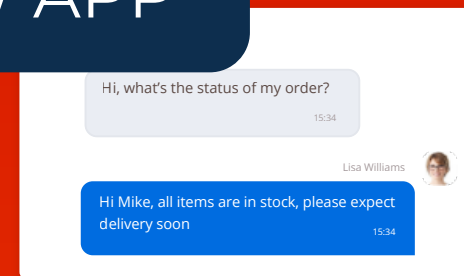 APP
Hi, what's the status of my order?
15:34
Lisa Williams
Hi Mike, all items are in stock, please expect
delivery soon
15:34